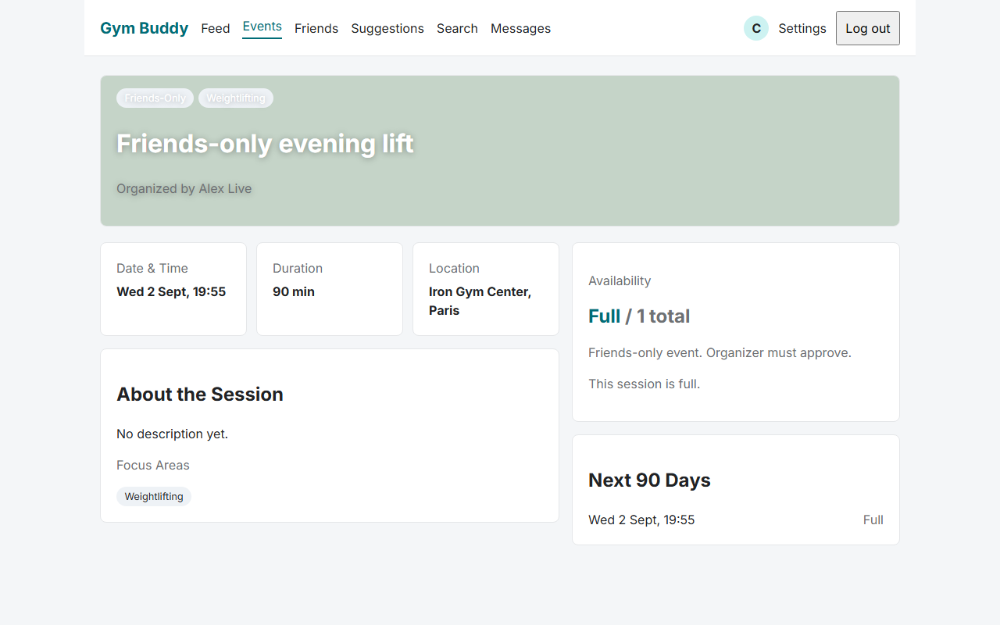 Gym Buddy Feed Events Friends Suggestions Search Messages C Settings Log out
Friends-Only Weightlifting
Friends-only evening lift
Organized by Alex Live
Date & Time
Wed 2 Sept, 19:55
Duration
90 min
Location
Iron Gym Center,
Paris
About the Session
No description yet.
Focus Areas
Weightlifting
Availability
Full / 1 total
Friends-only event. Organizer must approve.
This session is full.
Next 90 Days
Wed 2 Sept, 19:55 Full